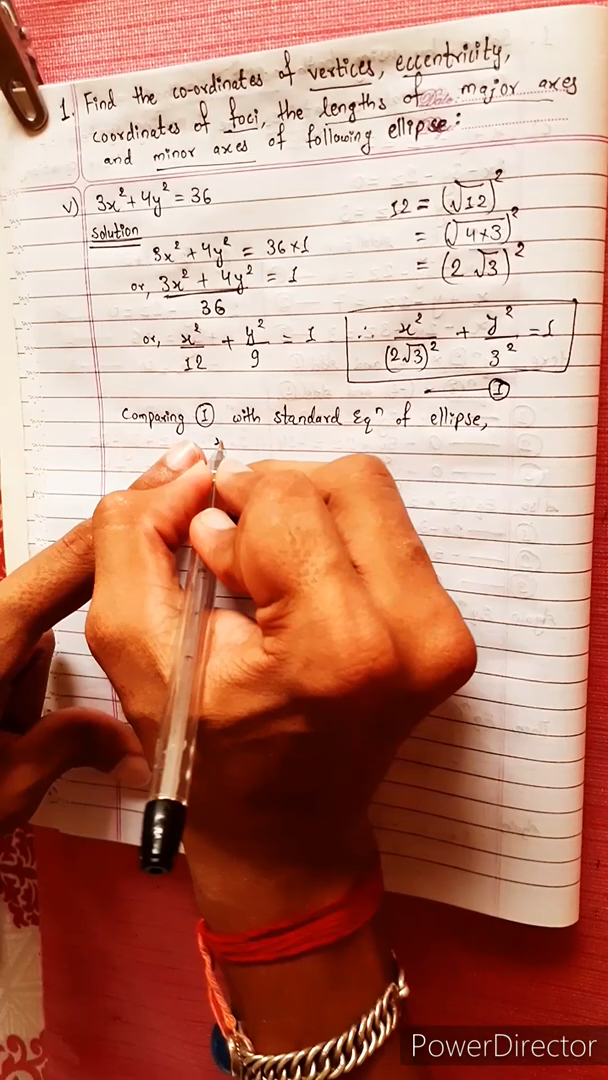 1. Find the co-ordinates of vertices, eccentricity,
coordinates of foci, the lengths of major axes
and minor axes of following ellipse:
v) 3x² + 4y² = 36
solution
3x² + 4y² = 36×1
or, 3x² + 4y² / 36 = 1
or, x²/12 + y²/9 = 1
12 = (√12)²
= (√4×3)²
= (2√3)²
∴ x²/(2√3)² + y²/3² = 1
I
Comparing I with standard Eqⁿ of ellipse,
PowerDirector